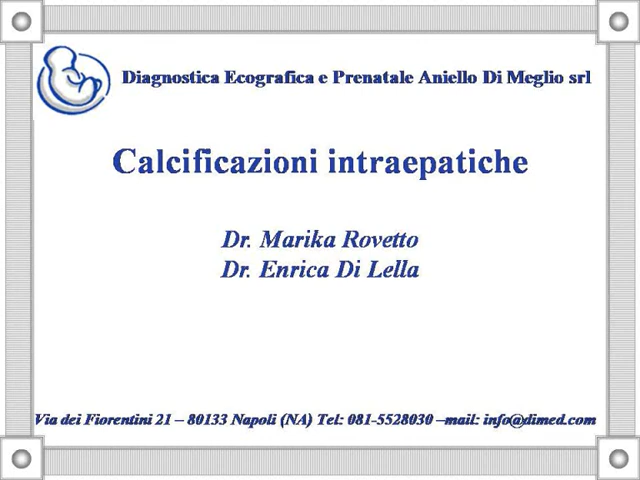 Diagnostica Ecografica e Prenatale Aniello Di Meglio srl
Calcificazioni intraepatiche
Dr. Marika Rovetto
Dr. Enrica Di Lella
Via dei Fiorentini 21 – 80133 Napoli (NA) Tel: 081-5528030 –mail: info@dimed.com